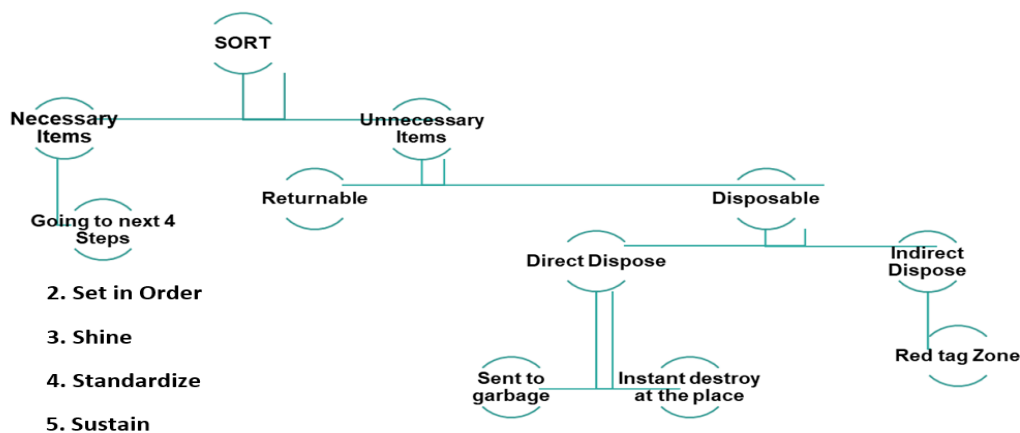 SORT
Necessary
Items
Unnecessary
Items
Returnable
Disposable
Going to next 4
Steps
Direct Dispose
Indirect
Dispose
2. Set in Order
3. Shine
4. Standardize
5. Sustain
Red tag Zone
Sent to
garbage
Instant destroy
at the place